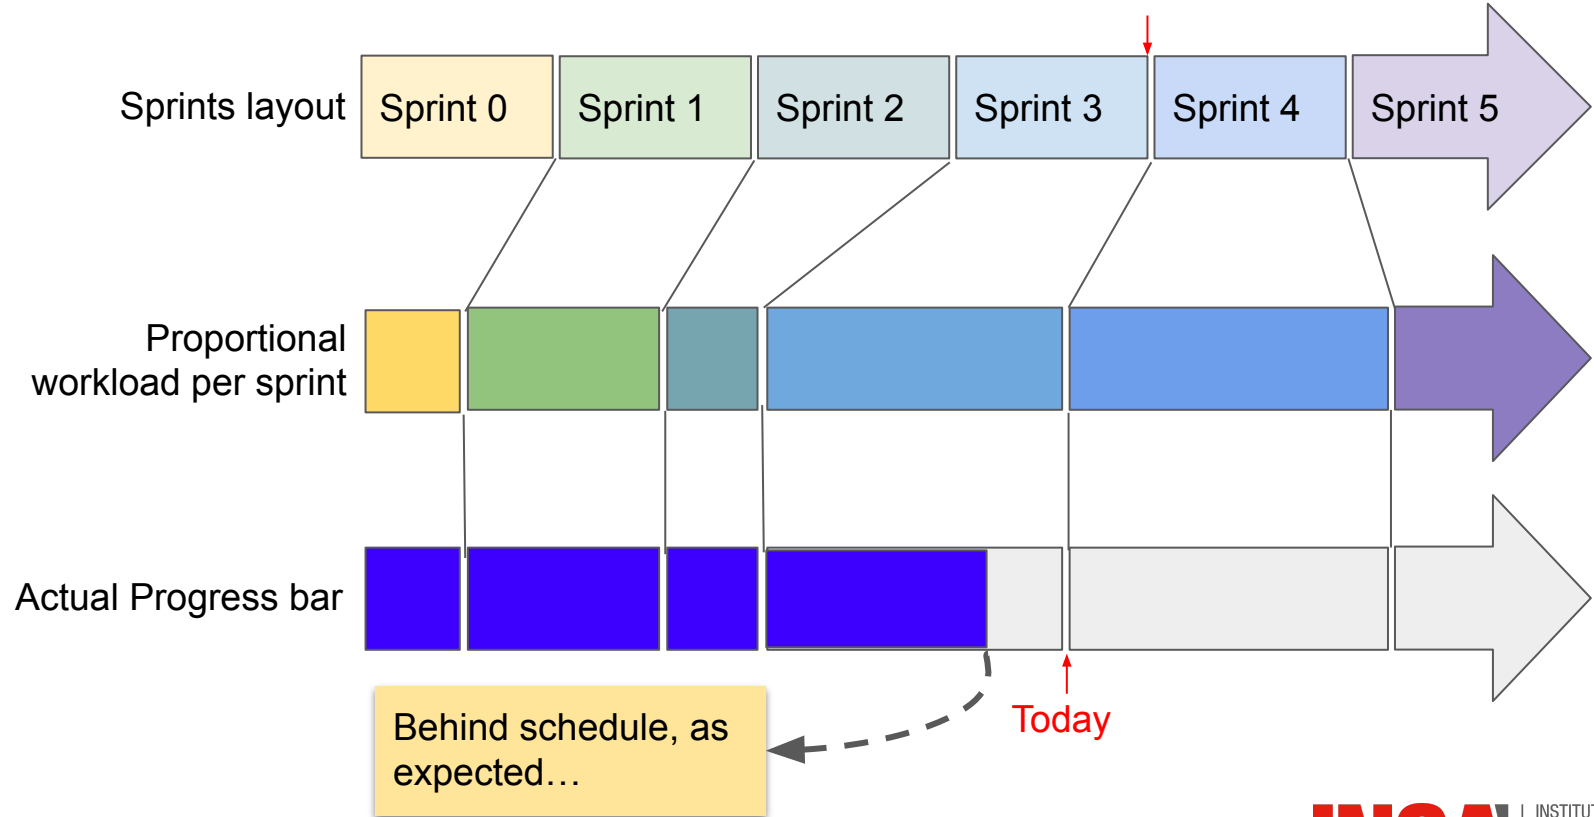 Sprints layout
Sprint 0
Sprint 1
Sprint 2
Sprint 3
Sprint 4
Sprint 5
Proportional
workload per sprint
Actual Progress bar
Today
Behind schedule, as
expected…